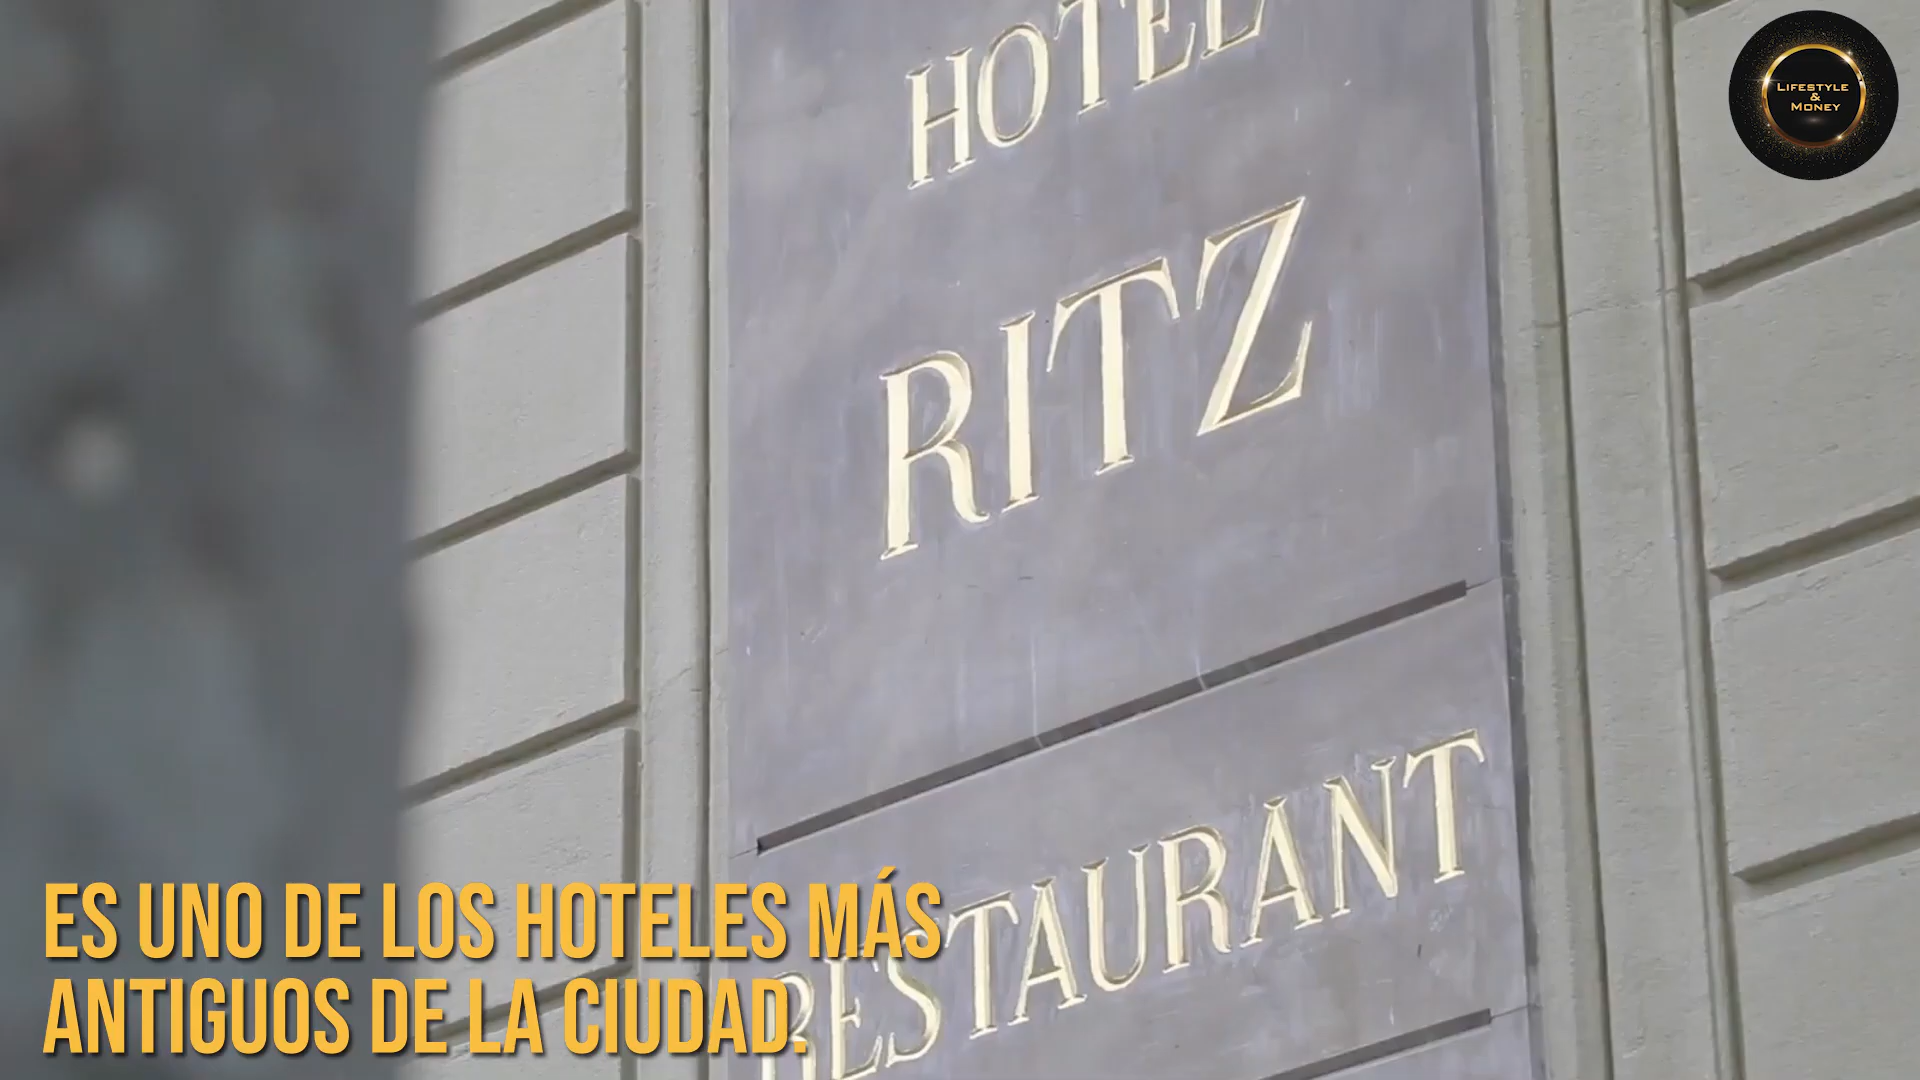 HOTEL
RITZ
RESTAURANT
LIFESTYLE
&
MONEY
ES UNO DE LOS HOTELES MÁS
ANTIGUOS DE LA CIUDAD.